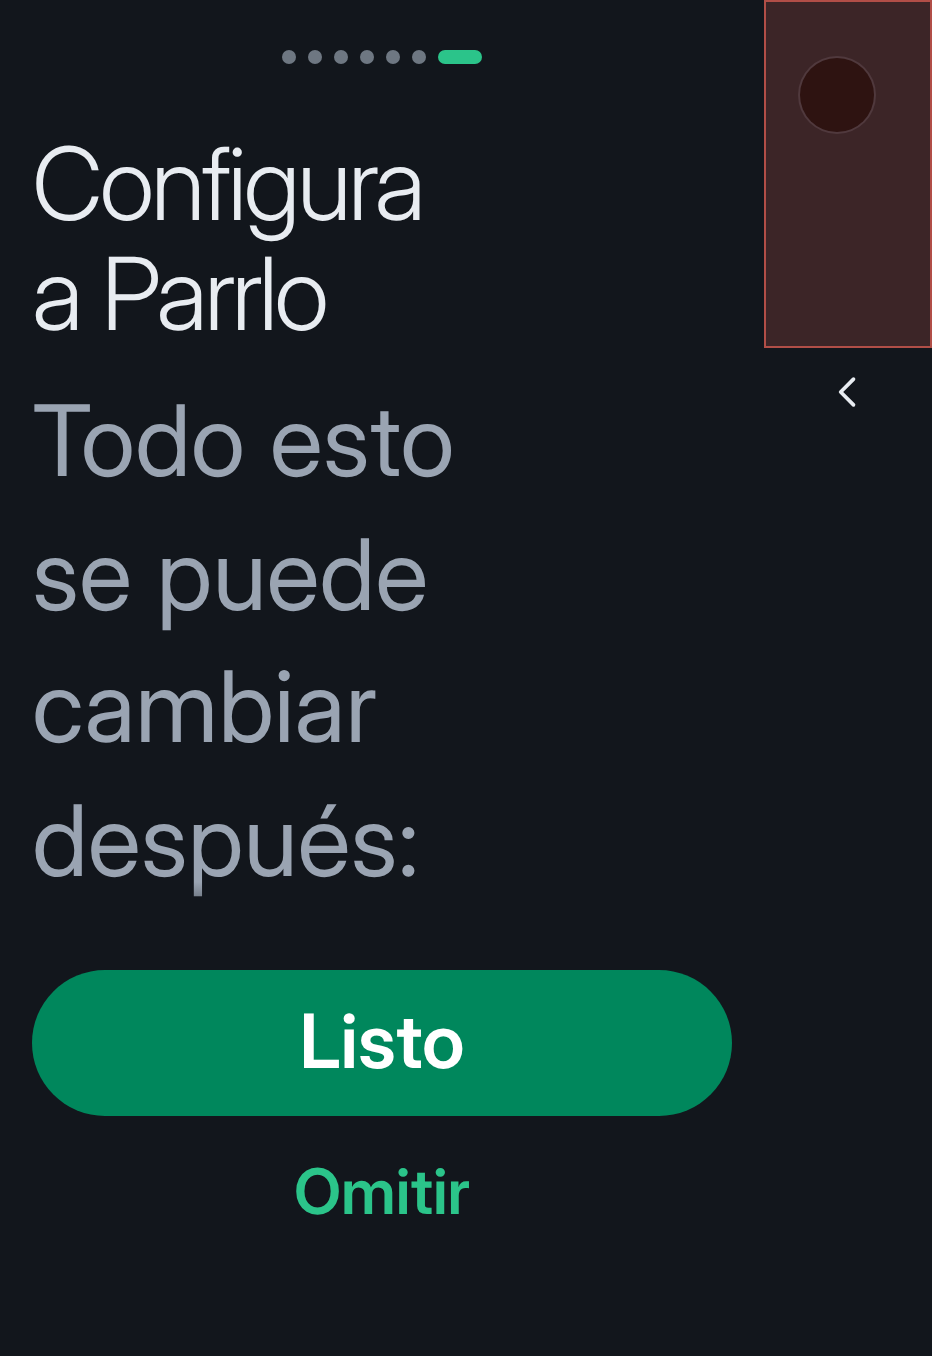 Configura
a Parrlo
Todo esto
se puede
cambiar
después:
Listo
Omitir